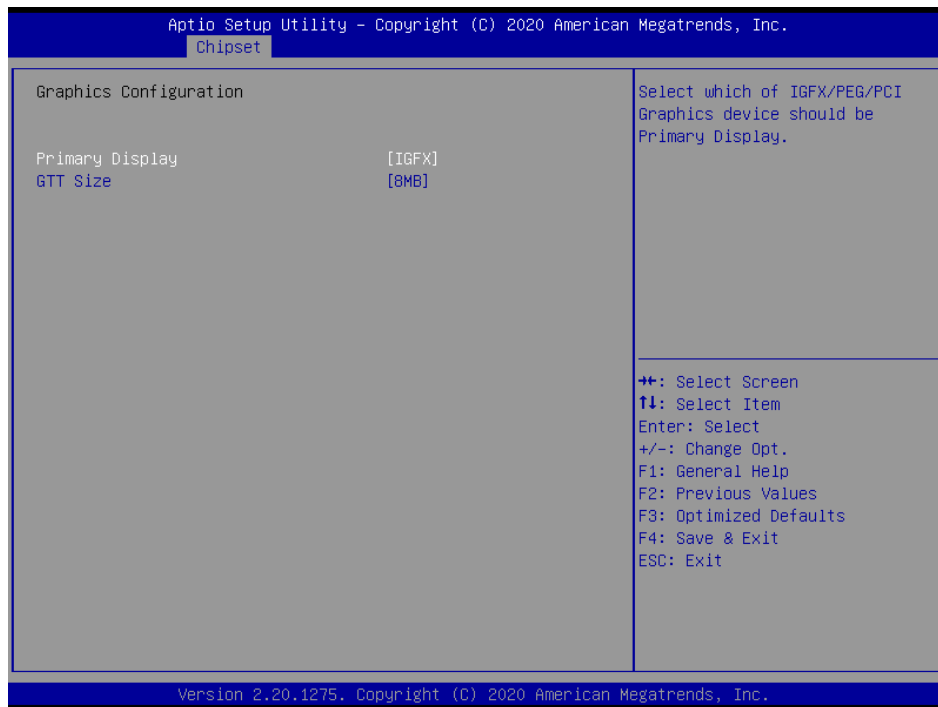 Aptio Setup Utility – Copyright (C) 2020 American Megatrends, Inc.
Chipset
Graphics Configuration
Primary Display [IGFX]
GTT Size [8MB]
Select which of IGFX/PEG/PCI
Graphics device should be
Primary Display.
→←: Select Screen
↑↓: Select Item
Enter: Select
+/-: Change Opt.
F1: General Help
F2: Previous Values
F3: Optimized Defaults
F4: Save & Exit
ESC: Exit
Version 2.20.1275. Copyright (C) 2020 American Megatrends, Inc.